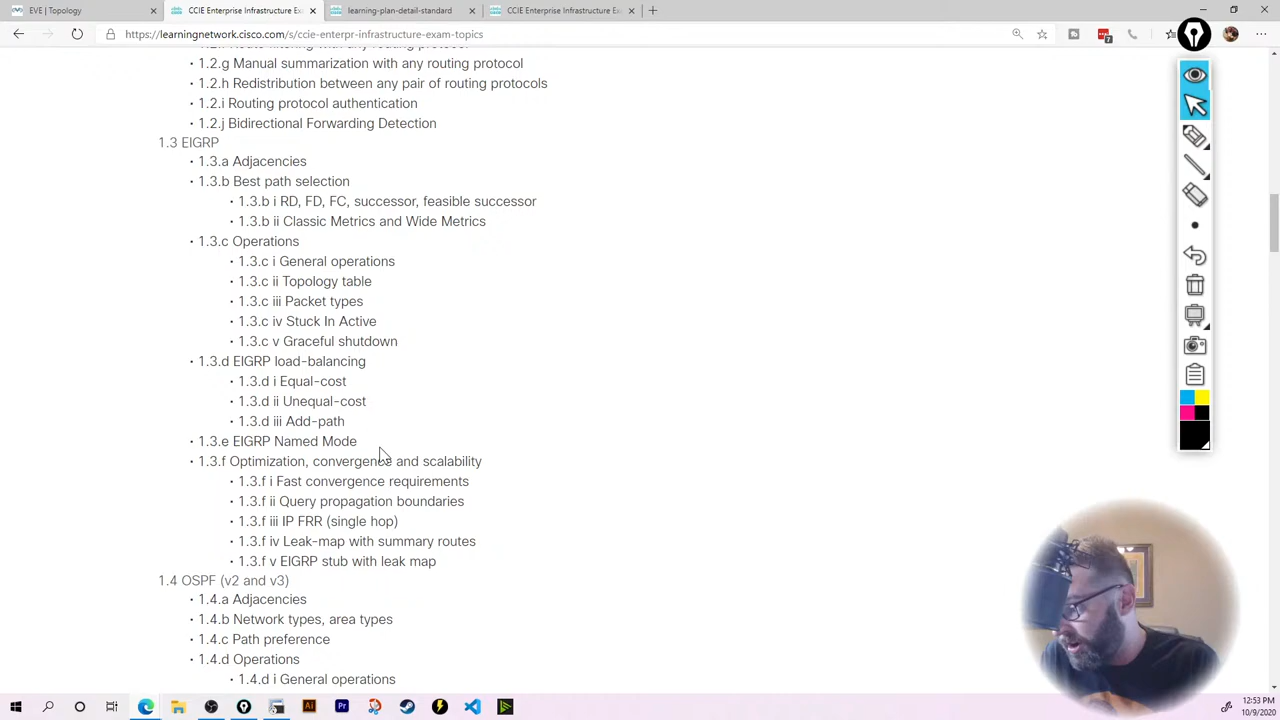 EVE | Topology
CCIE Enterprise Infrastructure Ex
learning-plan-detail-standard
CCIE Enterprise Infrastructure Ex
https://learningnetwork.cisco.com/s/ccie-enterpr-infrastructure-exam-topics
1.2.g Manual summarization with any routing protocol
1.2.h Redistribution between any pair of routing protocols
1.2.i Routing protocol authentication
1.2.j Bidirectional Forwarding Detection
1.3 EIGRP
1.3.a Adjacencies
1.3.b Best path selection
1.3.b i RD, FD, FC, successor, feasible successor
1.3.b ii Classic Metrics and Wide Metrics
1.3.c Operations
1.3.c i General operations
1.3.c ii Topology table
1.3.c iii Packet types
1.3.c iv Stuck In Active
1.3.c v Graceful shutdown
1.3.d EIGRP load-balancing
1.3.d i Equal-cost
1.3.d ii Unequal-cost
1.3.d iii Add-path
1.3.e EIGRP Named Mode
1.3.f Optimization, convergence and scalability
1.3.f i Fast convergence requirements
1.3.f ii Query propagation boundaries
1.3.f iii IP FRR (single hop)
1.3.f iv Leak-map with summary routes
1.3.f v EIGRP stub with leak map
1.4 OSPF (v2 and v3)
1.4.a Adjacencies
1.4.b Network types, area types
1.4.c Path preference
1.4.d Operations
1.4.d i General operations
Ai
Pr
12:53 PM
10/9/2020